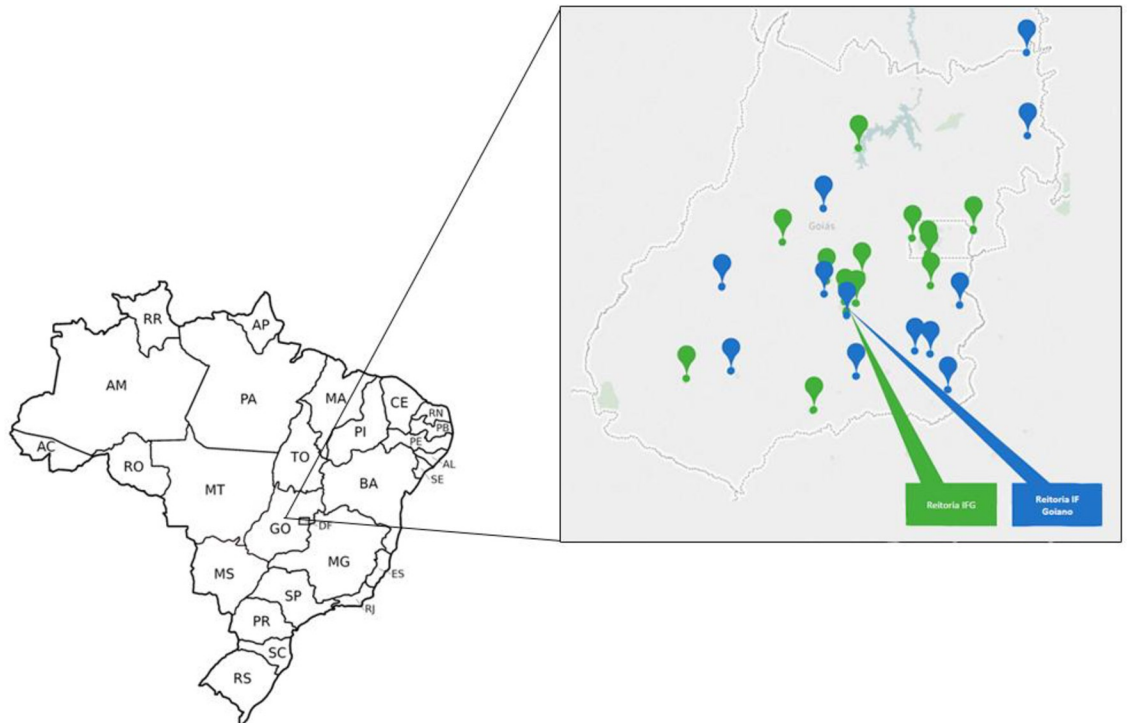 RR
AP
AM
PA
MA
CE
RN
PB
PI
PE
AC
AL
TO
SE
RO
BA
MT
GO
DF
MG
MS
ES
SP
RJ
PR
SC
RS
Goiás
Reitoria IFG
Reitoria IF
Goiano